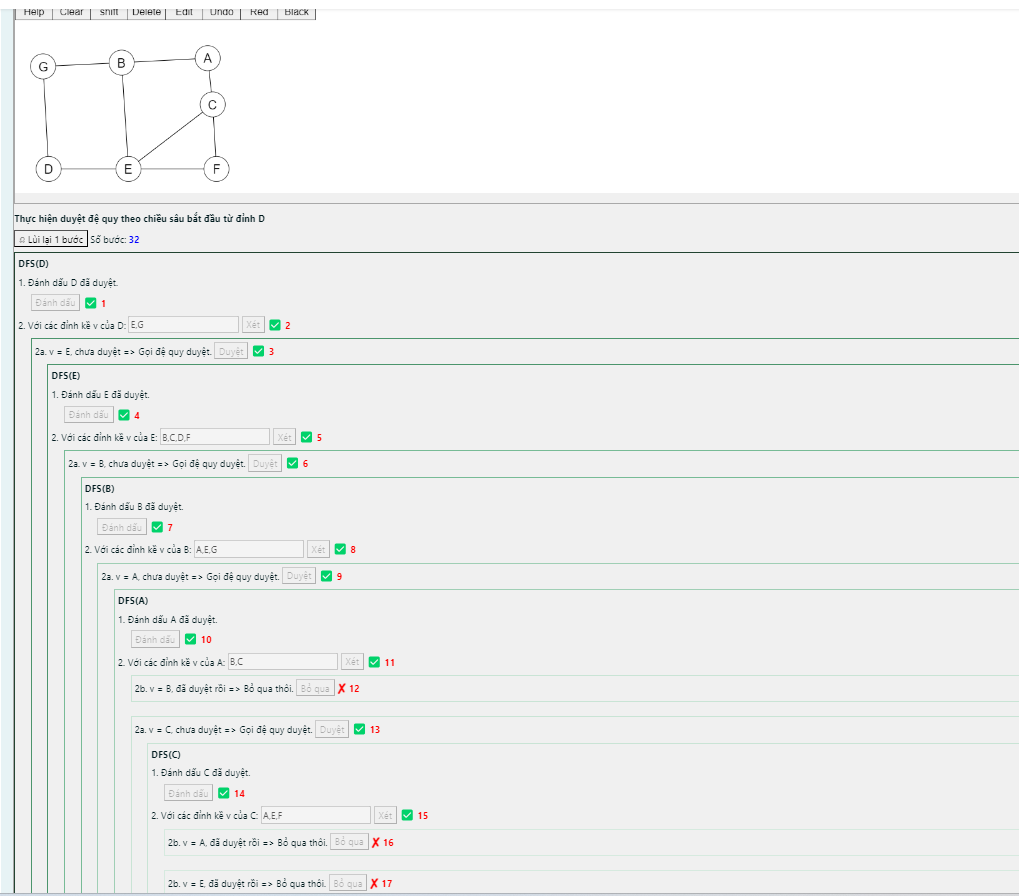 Help Clear shift Delete Edit Undo Red Black
G B A
C
D E F
Thực hiện duyệt đệ quy theo chiều sâu bắt đầu từ đỉnh D
Lùi lại 1 bước Số bước: 32
DFS(D)
1. Đánh dấu D đã duyệt.
Đánh dấu 1
2. Với các đỉnh kề v của D: E,G Xét 2
2a. v = E, chưa duyệt => Gọi đệ quy duyệt. Duyệt 3
DFS(E)
1. Đánh dấu E đã duyệt.
Đánh dấu 4
2. Với các đỉnh kề v của E: B,C,D,F Xét 5
2a. v = B, chưa duyệt => Gọi đệ quy duyệt. Duyệt 6
DFS(B)
1. Đánh dấu B đã duyệt.
Đánh dấu 7
2. Với các đỉnh kề v của B: A,E,G Xét 8
2a. v = A, chưa duyệt => Gọi đệ quy duyệt. Duyệt 9
DFS(A)
1. Đánh dấu A đã duyệt.
Đánh dấu 10
2. Với các đỉnh kề v của A: B,C Xét 11
2b. v = B, đã duyệt rồi => Bỏ qua thôi. Bỏ qua ✗ 12
2a. v = C, chưa duyệt => Gọi đệ quy duyệt. Duyệt 13
DFS(C)
1. Đánh dấu C đã duyệt.
Đánh dấu 14
2. Với các đỉnh kề v của C: A,E,F Xét 15
2b. v = A, đã duyệt rồi => Bỏ qua thôi. Bỏ qua ✗ 16
2b. v = E, đã duyệt rồi => Bỏ qua thôi. Bỏ qua ✗ 17